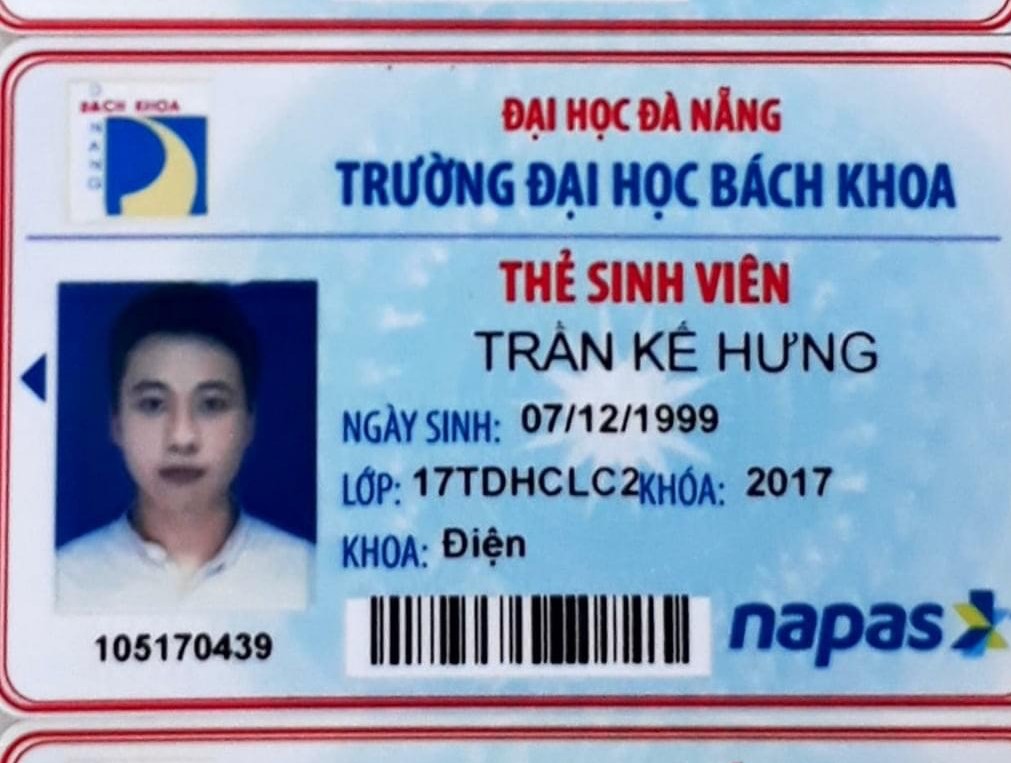 BÁCH KHOA
ĐÀ NẴNG
ĐẠI HỌC ĐÀ NẴNG
TRƯỜNG ĐẠI HỌC BÁCH KHOA
THẺ SINH VIÊN
TRẦN KẾ HƯNG
NGÀY SINH: 07/12/1999
LỚP: 17TDHCLC2 KHÓA: 2017
KHOA: Điện
105170439
napas